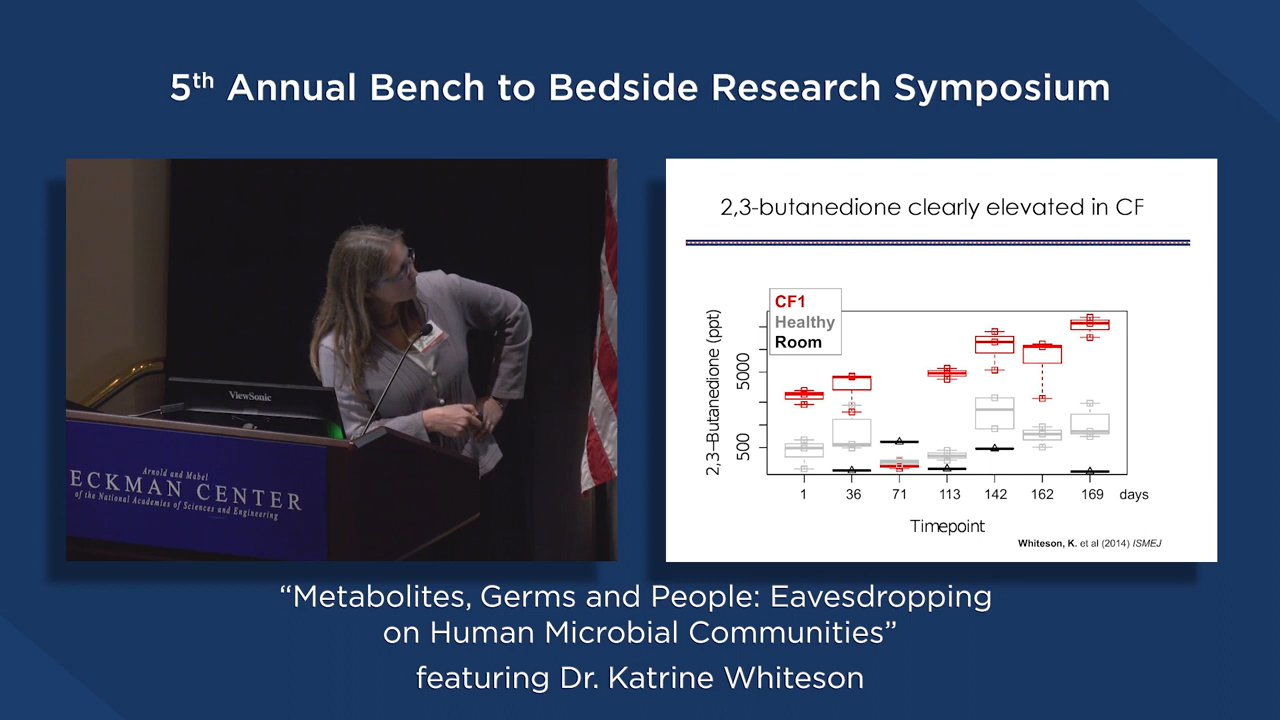 5th Annual Bench to Bedside Research Symposium
ViewSonic
Arnold and Mabel
ECKMAN CENTER
of the National Academies of Sciences and Engineering
2,3-butanedione clearly elevated in CF
CF1
Healthy
Room
2,3-Butanedione (ppt)
5000
500
1 36 71 113 142 162 169 days
Timepoint
Whiteson, K. et al (2014) ISMEJ
“Metabolites, Germs and People: Eavesdropping
on Human Microbial Communities”
featuring Dr. Katrine Whiteson